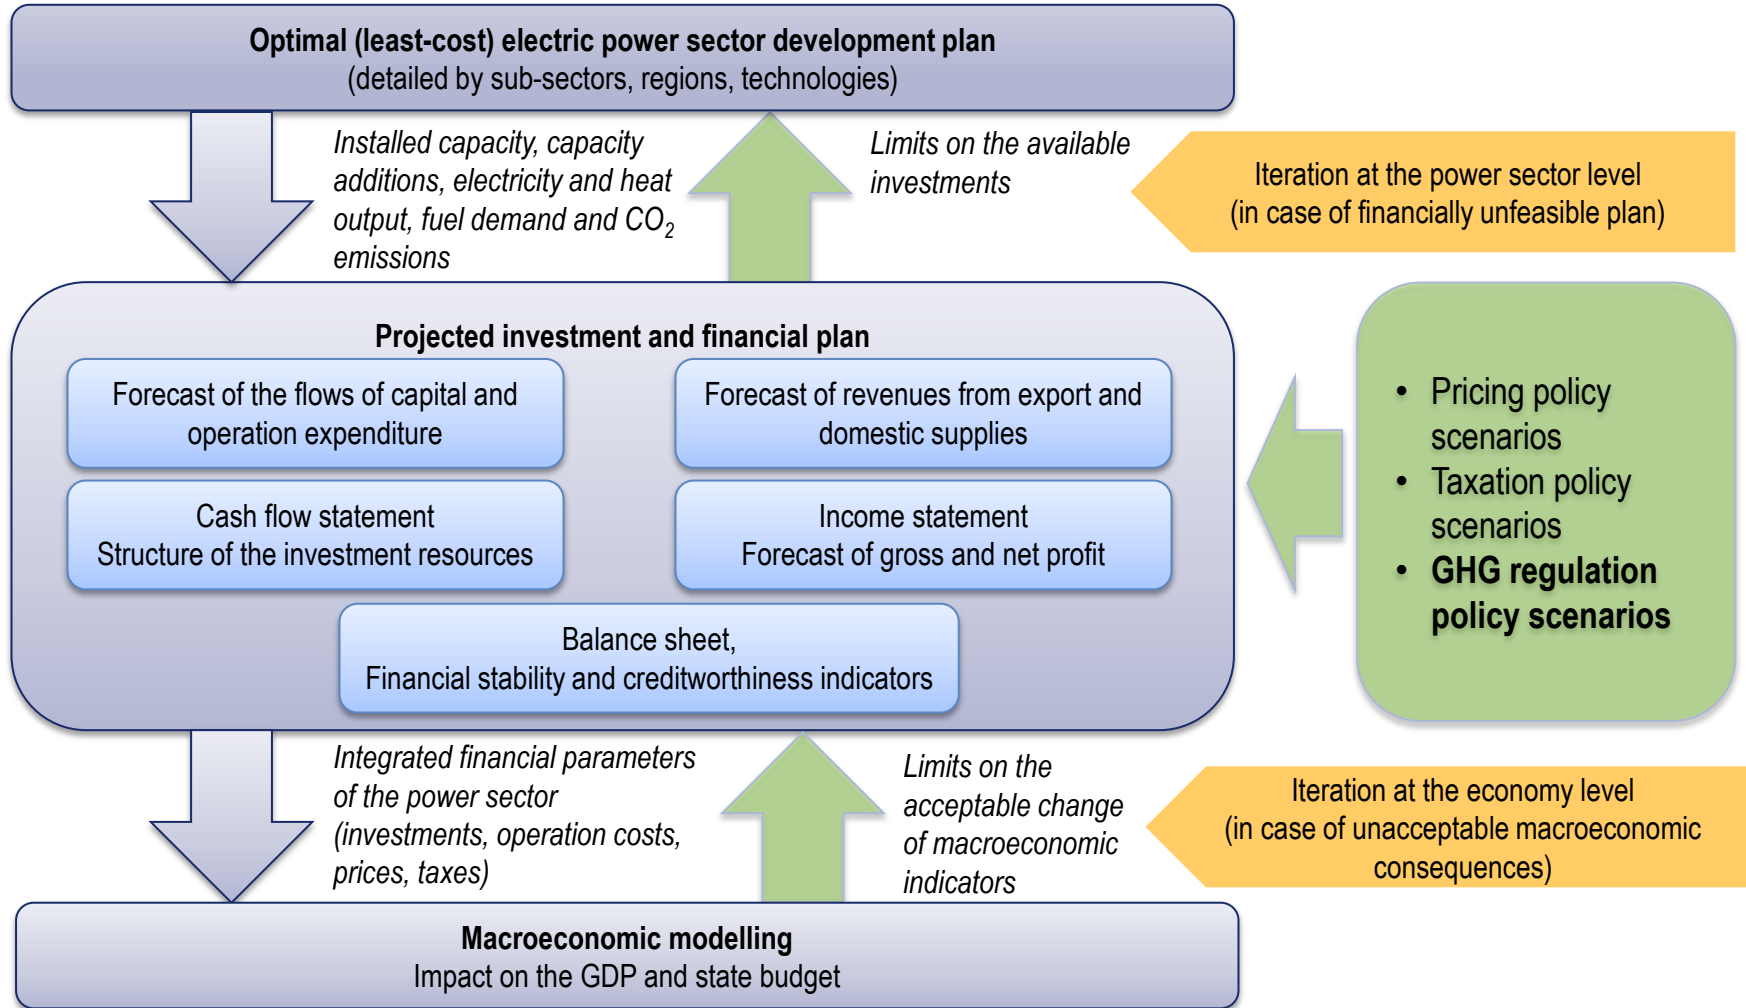 Optimal (least-cost) electric power sector development plan
(detailed by sub-sectors, regions, technologies)
Installed capacity, capacity
additions, electricity and heat
output, fuel demand and CO2
emissions
Limits on the available
investments
Iteration at the power sector level
(in case of financially unfeasible plan)
Projected investment and financial plan
Forecast of the flows of capital and
operation expenditure
Forecast of revenues from export and
domestic supplies
Cash flow statement
Structure of the investment resources
Income statement
Forecast of gross and net profit
Balance sheet,
Financial stability and creditworthiness indicators
• Pricing policy
scenarios
• Taxation policy
scenarios
• GHG regulation
policy scenarios
Integrated financial parameters
of the power sector
(investments, operation costs,
prices, taxes)
Limits on the
acceptable change
of macroeconomic
indicators
Iteration at the economy level
(in case of unacceptable macroeconomic
consequences)
Macroeconomic modelling
Impact on the GDP and state budget